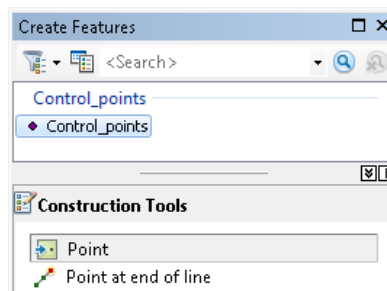 Create Features
<Search>
Control_points
Control_points
Construction Tools
Point
Point at end of line